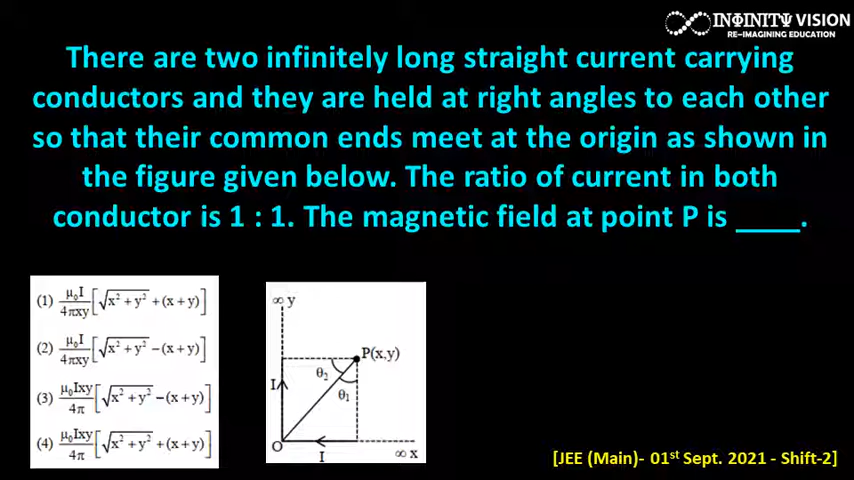 INFINITY VISION
RE-IMAGINING EDUCATION
There are two infinitely long straight current carrying
conductors and they are held at right angles to each other
so that their common ends meet at the origin as shown in
the figure given below. The ratio of current in both
conductor is 1 : 1. The magnetic field at point P is ____.
(1) μ₀I/4πxy [√x² + y² + (x + y)]
(2) μ₀I/4πxy [√x² + y² − (x + y)]
(3) μ₀Ixy/4π [√x² + y² − (x + y)]
(4) μ₀Ixy/4π [√x² + y² + (x + y)]
∞ y
P(x,y)
θ₂
I
θ₁
O
I
∞ x
[JEE (Main)- 01st Sept. 2021 - Shift-2]